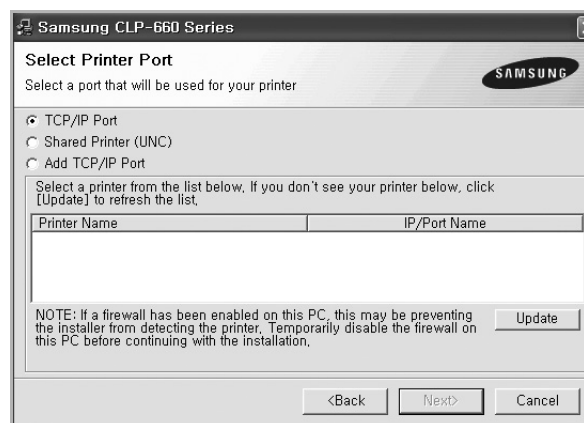 Samsung CLP-660 Series
Select Printer Port
Select a port that will be used for your printer
SAMSUNG
TCP/IP Port
Shared Printer (UNC)
Add TCP/IP Port
Select a printer from the list below, If you don't see your printer below, click
[Update] to refresh the list,
Printer Name
IP/Port Name
NOTE: If a firewall has been enabled on this PC, this may be preventing
the installer from detecting the printer, Temporarily disable the firewall on
this PC before continuing with the installation,
Update
<Back
Next>
Cancel